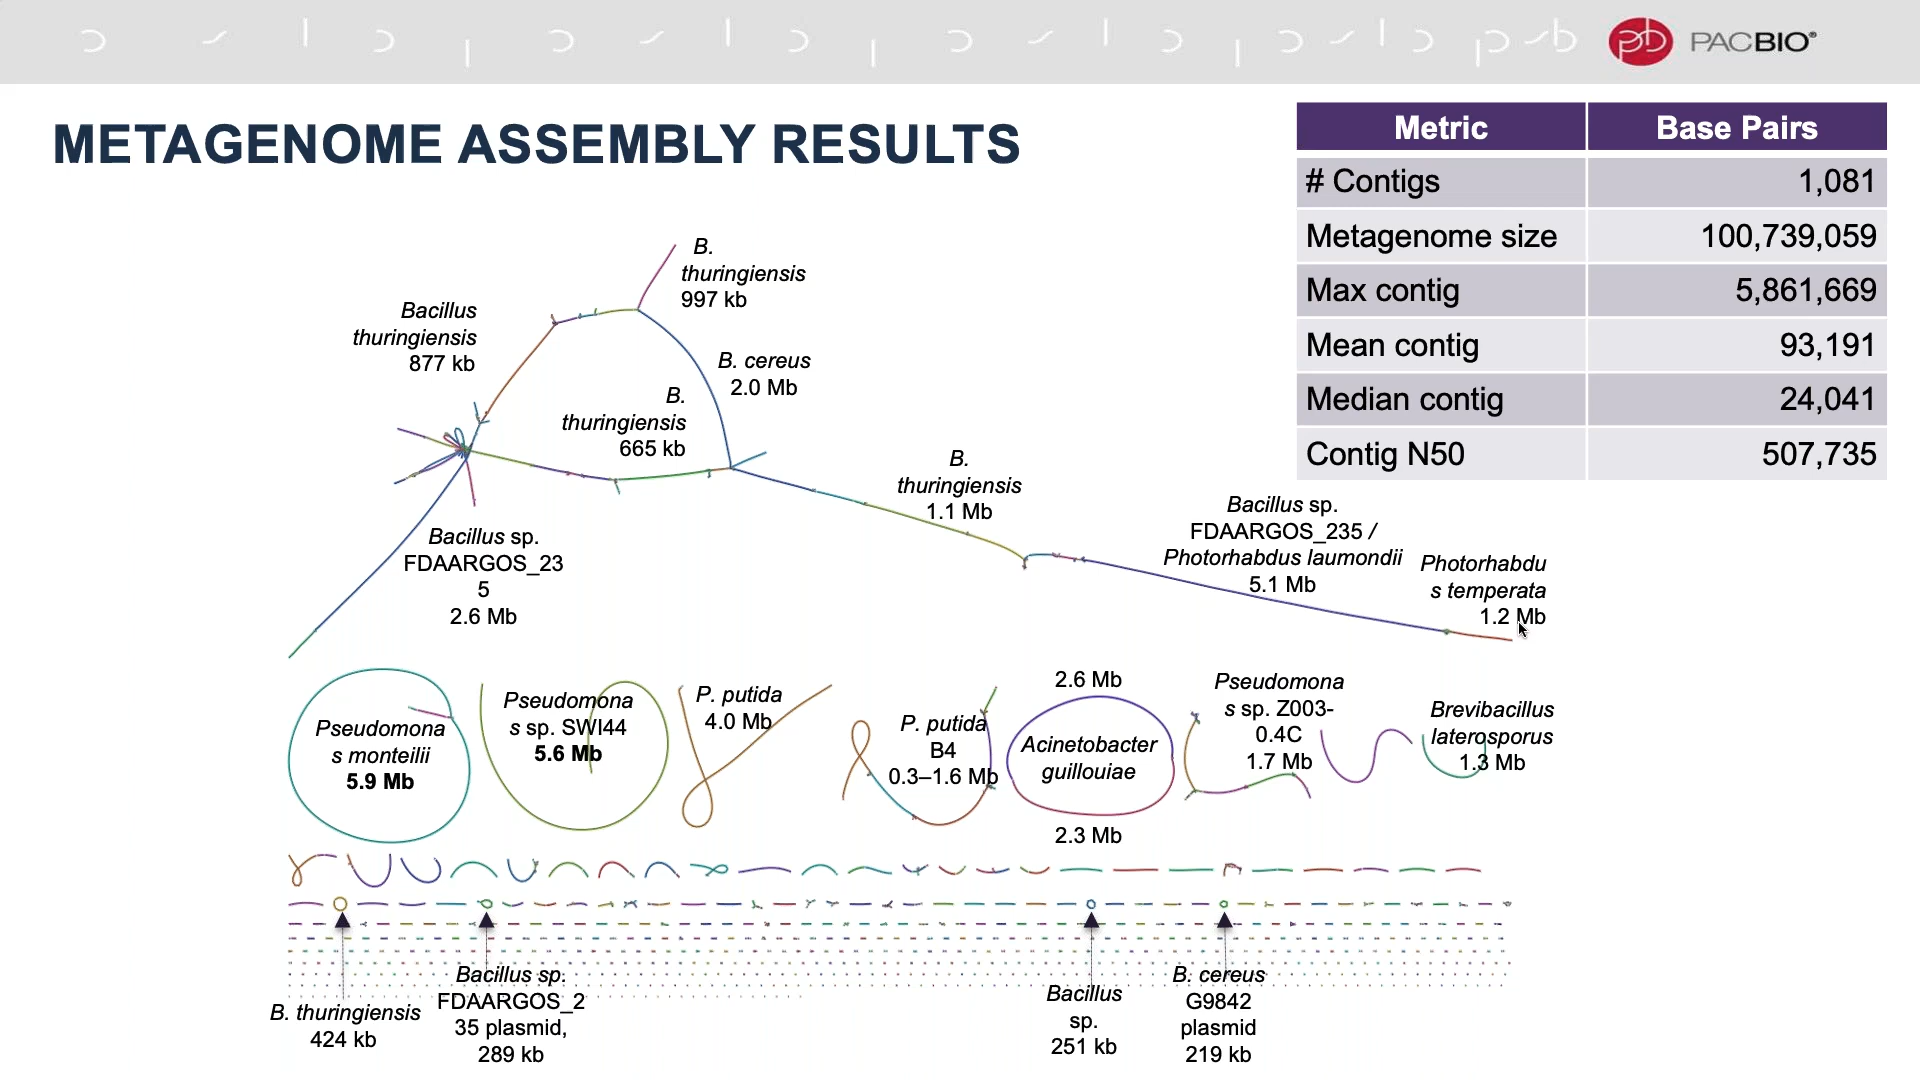 PACBIO®
METAGENOME ASSEMBLY RESULTS
Metric Base Pairs
# Contigs 1,081
Metagenome size 100,739,059
Max contig 5,861,669
Mean contig 93,191
Median contig 24,041
Contig N50 507,735
B.
thuringiensis
997 kb
Bacillus
thuringiensis
877 kb
B. cereus
2.0 Mb
B.
thuringiensis
665 kb
B.
thuringiensis
1.1 Mb
Bacillus sp.
FDAARGOS_235 /
Photorhabdus laumondii
5.1 Mb
Photorhabdu
s temperata
1.2 Mb
Bacillus sp.
FDAARGOS_23
5
2.6 Mb
Pseudomona
s monteilii
5.9 Mb
Pseudomona
s sp. SWI44
5.6 Mb
P. putida
4.0 Mb
P. putida
B4
0.3–1.6 Mb
2.6 Mb
Acinetobacter
guillouiae
2.3 Mb
Pseudomona
s sp. Z003-
0.4C
1.7 Mb
Brevibacillus
laterosporus
1.3 Mb
B. thuringiensis
424 kb
Bacillus sp.
FDAARGOS_2
35 plasmid,
289 kb
Bacillus
sp.
251 kb
B. cereus
G9842
plasmid
219 kb